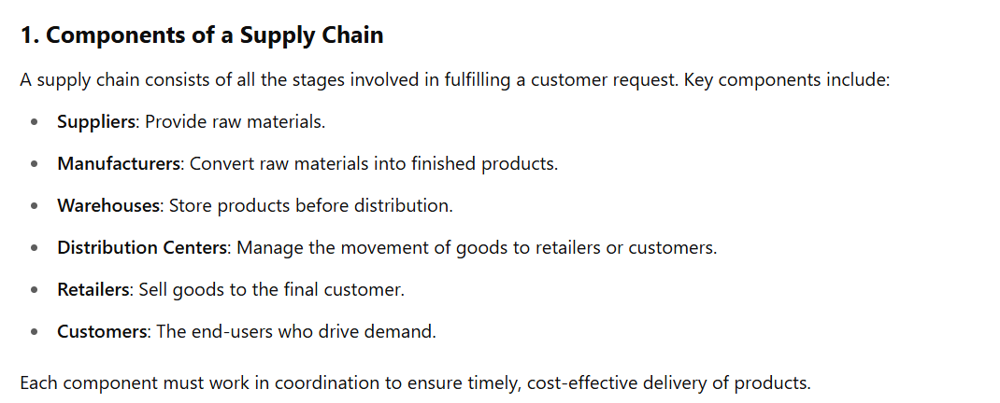 1. Components of a Supply Chain
A supply chain consists of all the stages involved in fulfilling a customer request. Key components include:
• Suppliers: Provide raw materials.
• Manufacturers: Convert raw materials into finished products.
• Warehouses: Store products before distribution.
• Distribution Centers: Manage the movement of goods to retailers or customers.
• Retailers: Sell goods to the final customer.
• Customers: The end-users who drive demand.
Each component must work in coordination to ensure timely, cost-effective delivery of products.